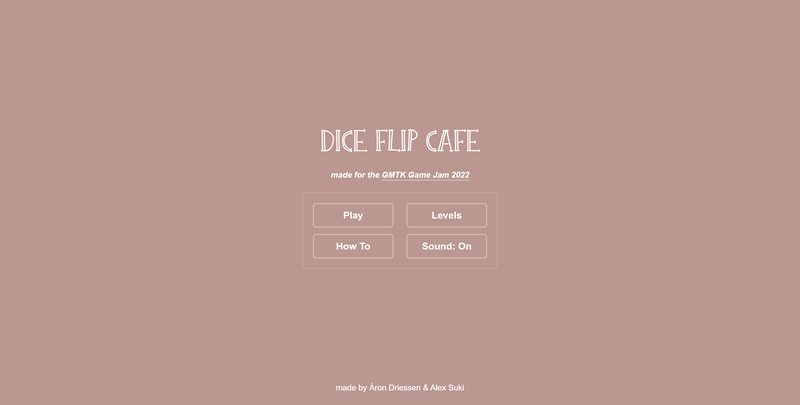 DICE FLIP CAFE
made for the GMTK Game Jam 2022
Play
Levels
How To
Sound: On
made by Áron Driessen & Alex Suki